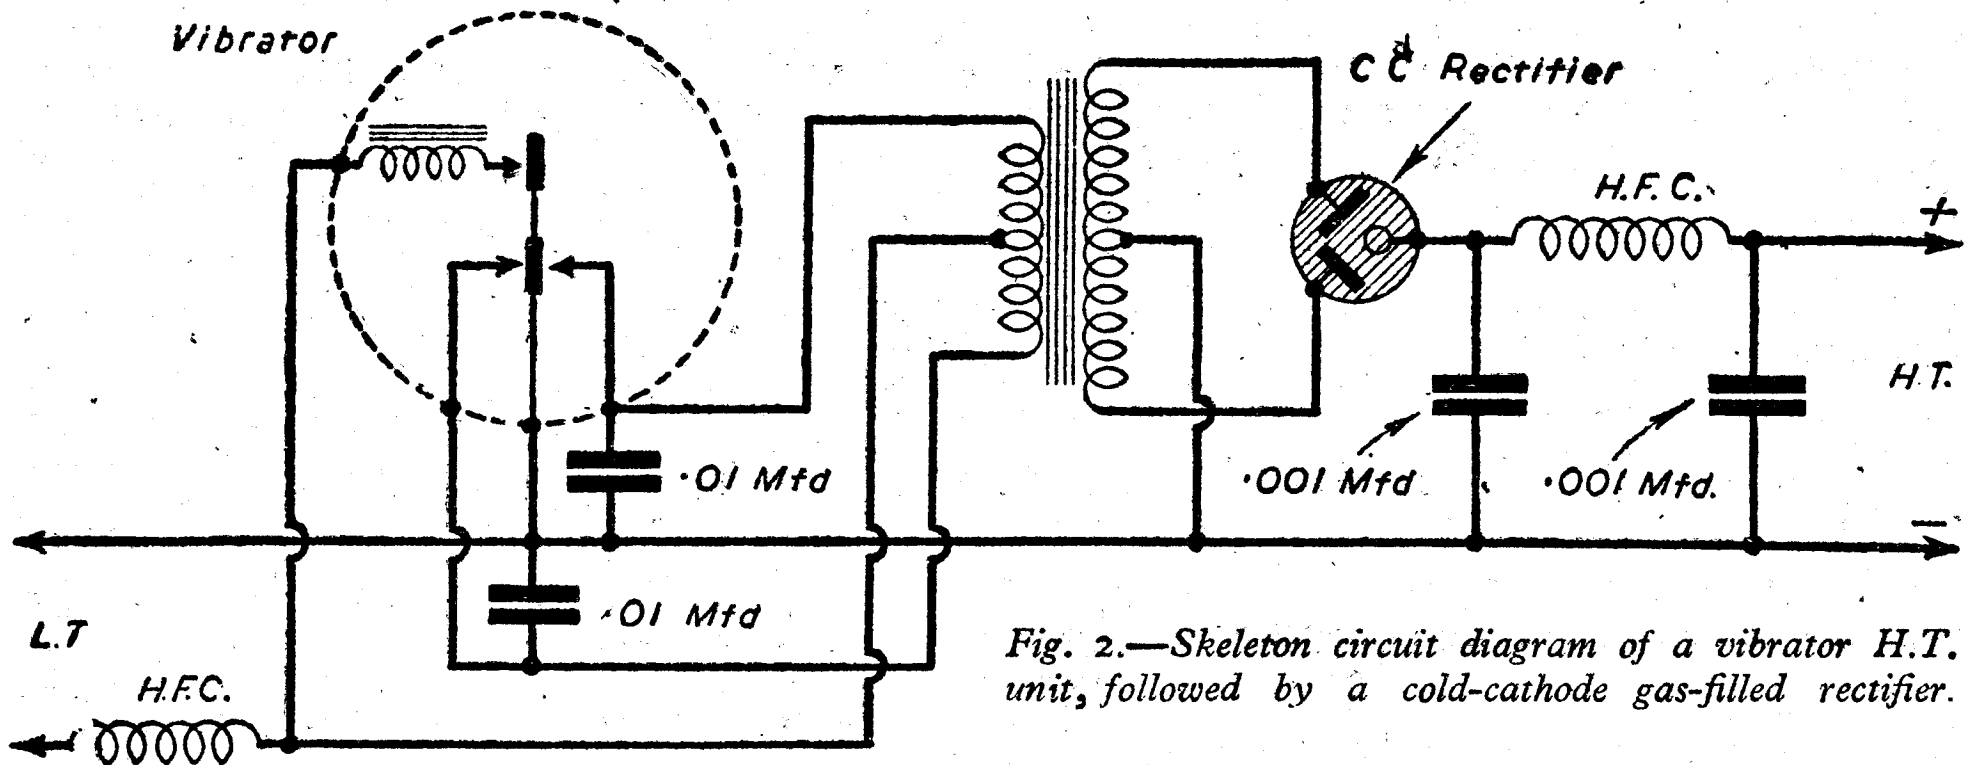 Vibrator
C Cᵈ Rectifier
H.F.C.
+
H.T.
.01 Mfd
.001 Mfd
.001 Mfd.
−
.01 Mfd
L.T
H.F.C.
Fig. 2.—Skeleton circuit diagram of a vibrator H.T.
unit, followed by a cold-cathode gas-filled rectifier.